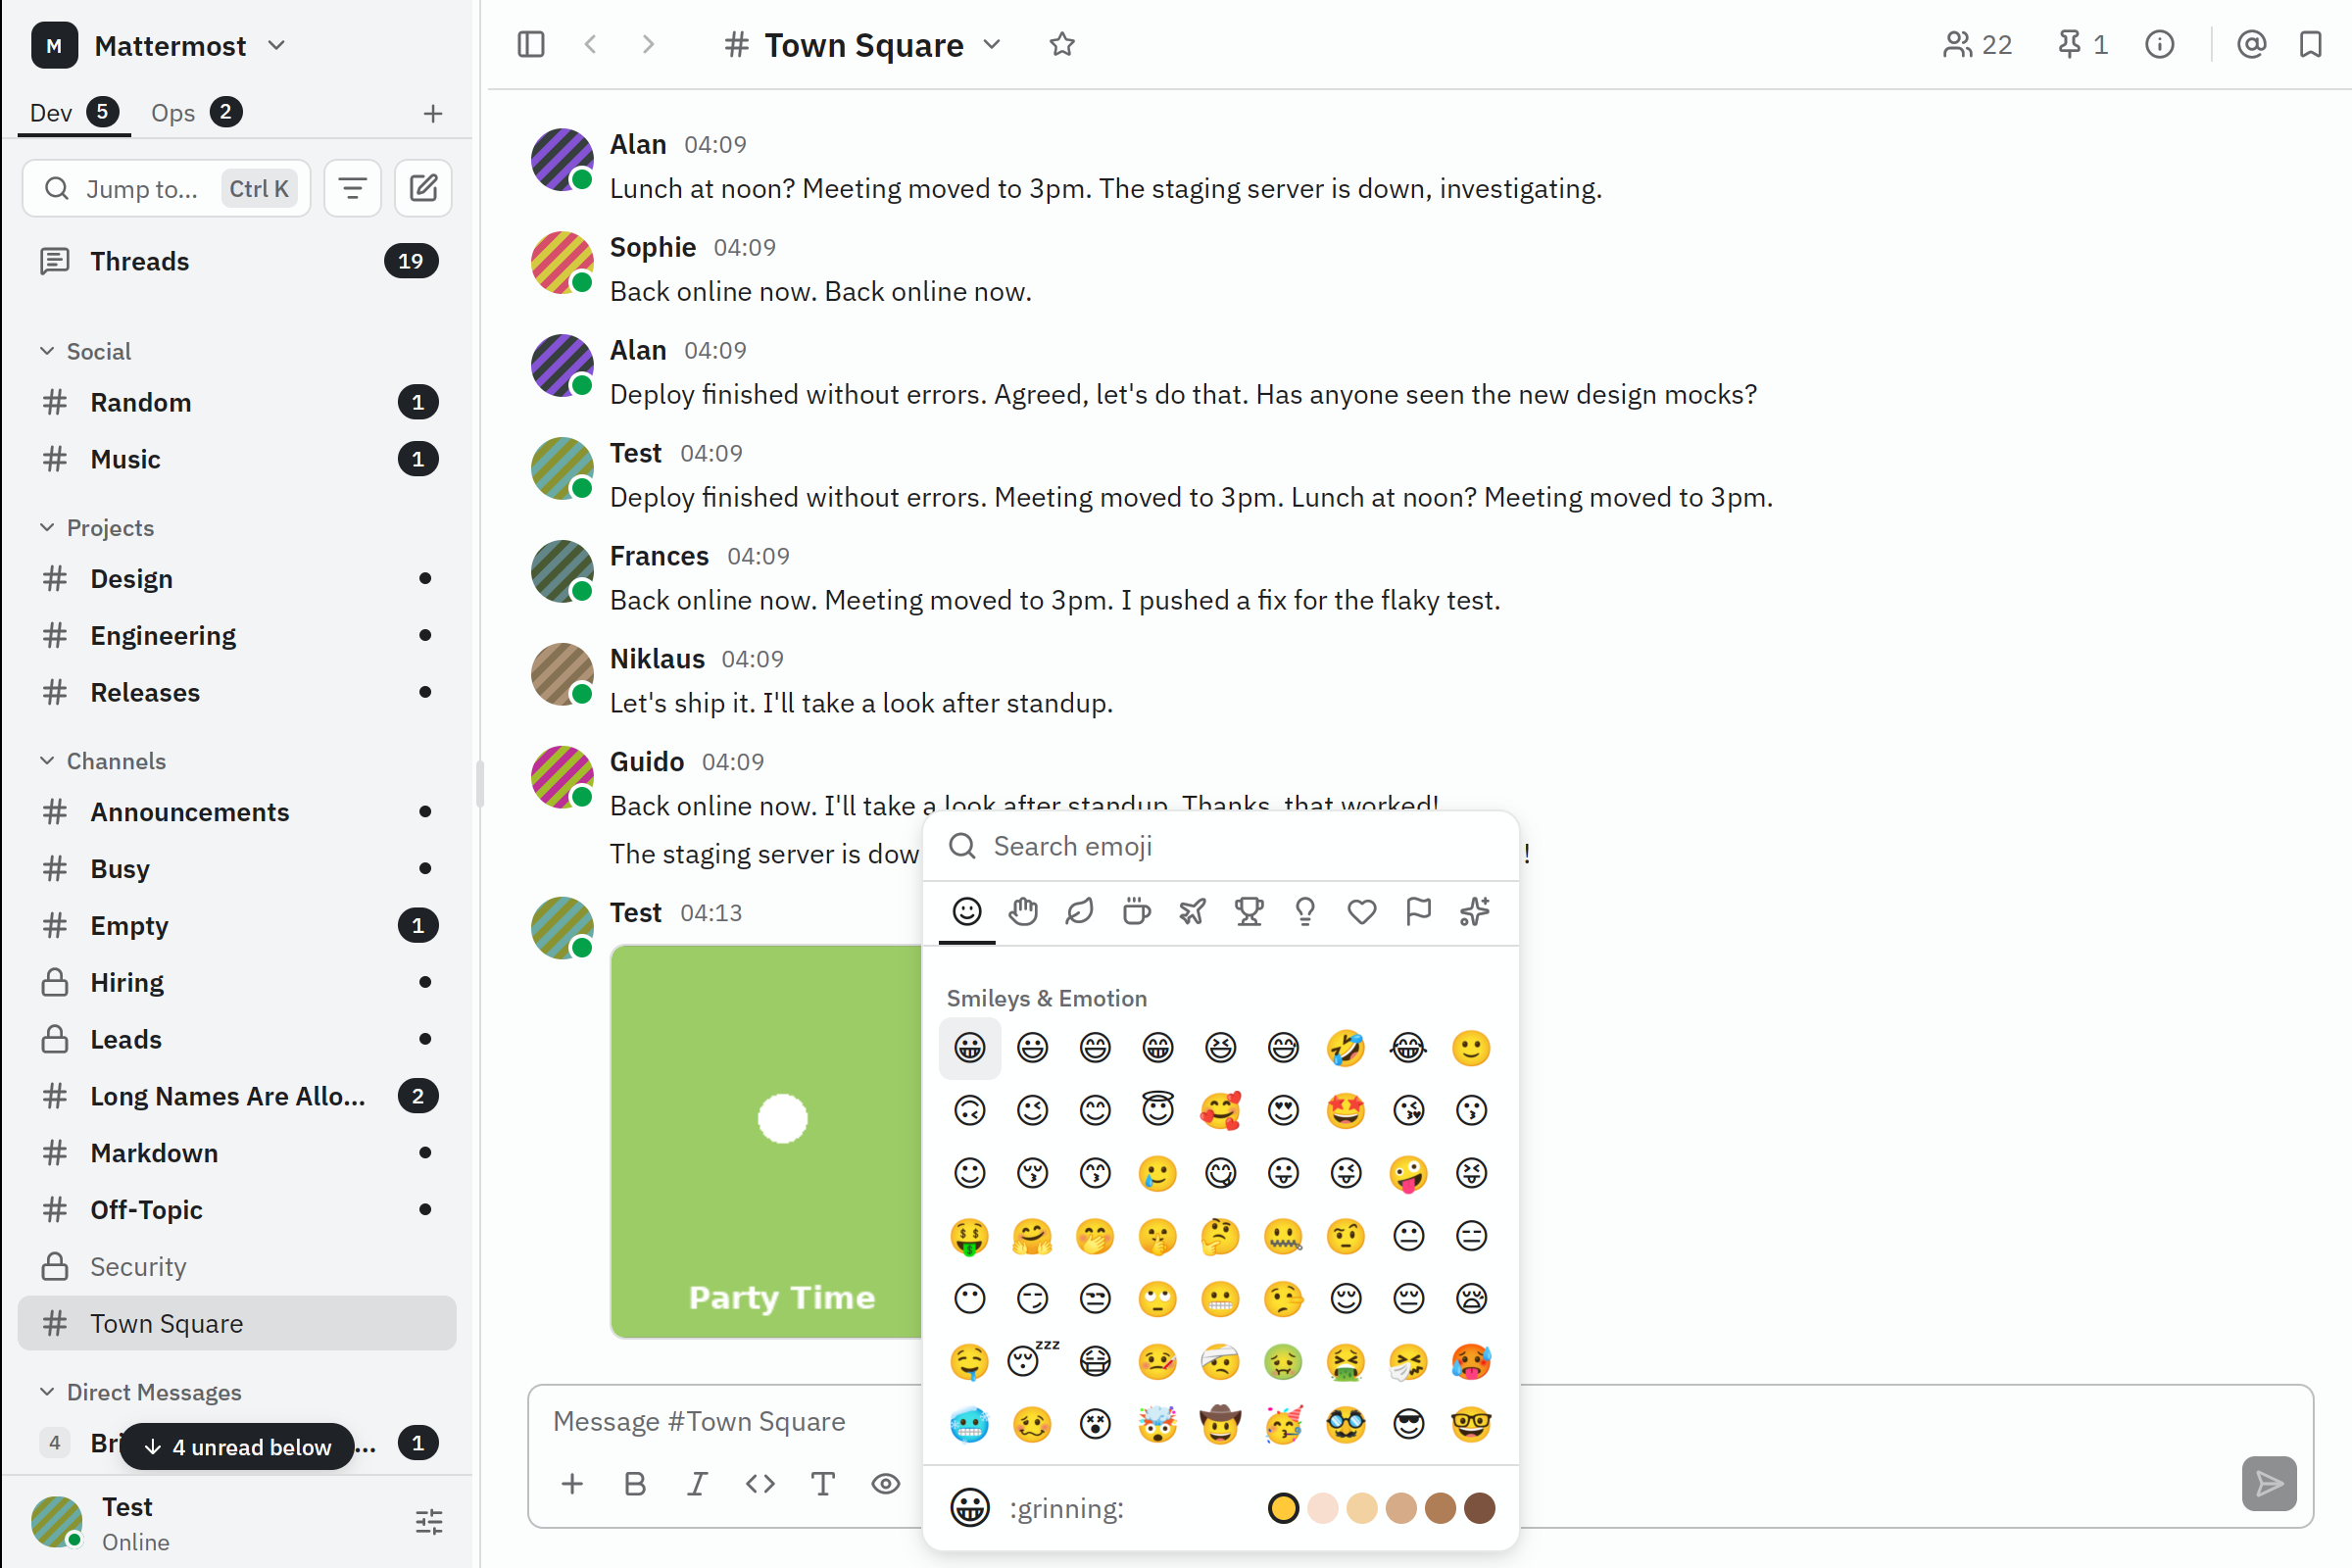 M Mattermost
Dev 5 Ops 2
Jump to... Ctrl K
Threads 19
Social
Random 1
Music 1
Projects
Design
Engineering
Releases
Channels
Announcements
Busy
Empty 1
Hiring
Leads
Long Names Are Allo... 2
Markdown
Off-Topic
Security
Town Square
Direct Messages
4 ... 1
4 unread below
Test
Online
Town Square 22 1
Alan 04:09
Lunch at noon? Meeting moved to 3pm. The staging server is down, investigating.
Sophie 04:09
Back online now. Back online now.
Alan 04:09
Deploy finished without errors. Agreed, let's do that. Has anyone seen the new design mocks?
Test 04:09
Deploy finished without errors. Meeting moved to 3pm. Lunch at noon? Meeting moved to 3pm.
Frances 04:09
Back online now. Meeting moved to 3pm. I pushed a fix for the flaky test.
Niklaus 04:09
Let's ship it. I'll take a look after standup.
Guido 04:09
Back online now. I'll take a look after standup. Thanks, that worked!
The staging server is !
Test 04:13
Party Time
Message #Town Square
Search emoji
Smileys & Emotion
:grinning: